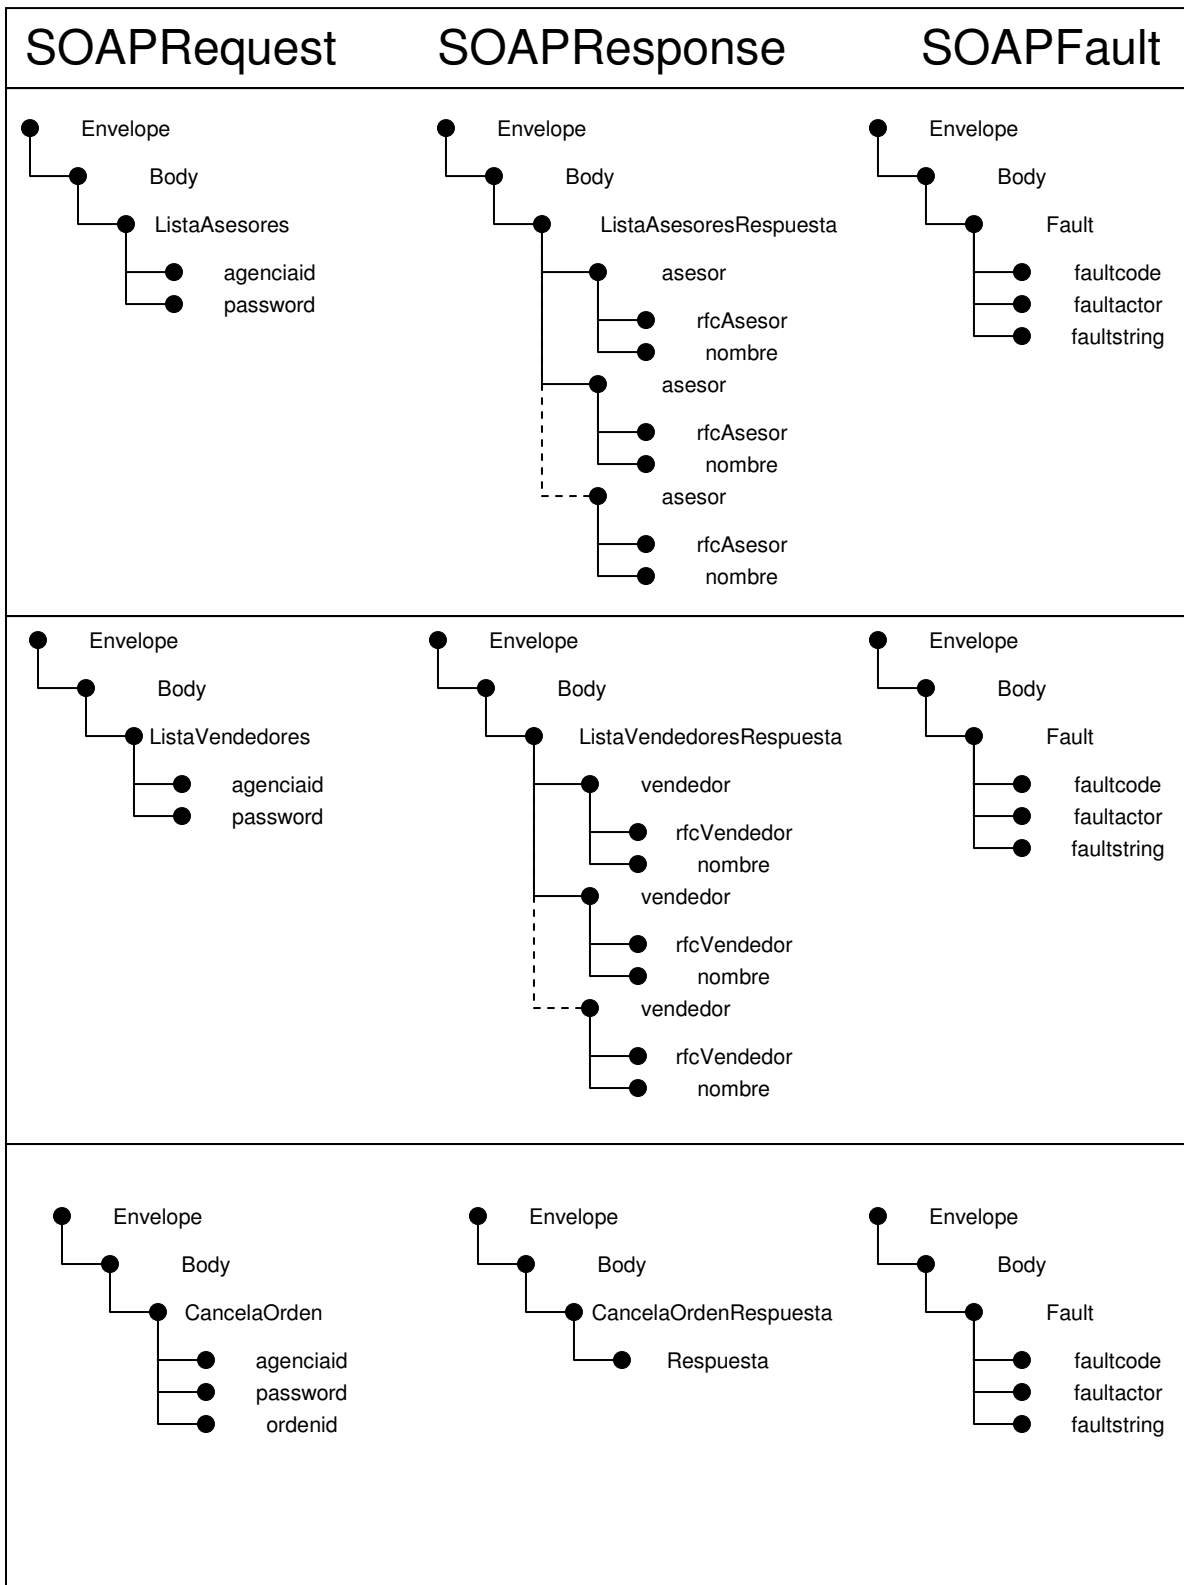 SOAPRequest SOAPResponse SOAPFault
Envelope Envelope Envelope
Body Body Body
ListaAsesores ListaAsesoresRespuesta Fault
agenciaid asesor faultcode
password rfcAsesor faultactor
nombre faultstring
asesor
rfcAsesor
nombre
asesor
rfcAsesor
nombre
Envelope Envelope Envelope
Body Body Body
ListaVendedores ListaVendedoresRespuesta Fault
agenciaid vendedor faultcode
password rfcVendedor faultactor
nombre faultstring
vendedor
rfcVendedor
nombre
vendedor
rfcVendedor
nombre
Envelope Envelope Envelope
Body Body Body
CancelaOrden CancelaOrdenRespuesta Fault
agenciaid Respuesta faultcode
password faultactor
ordenid faultstring